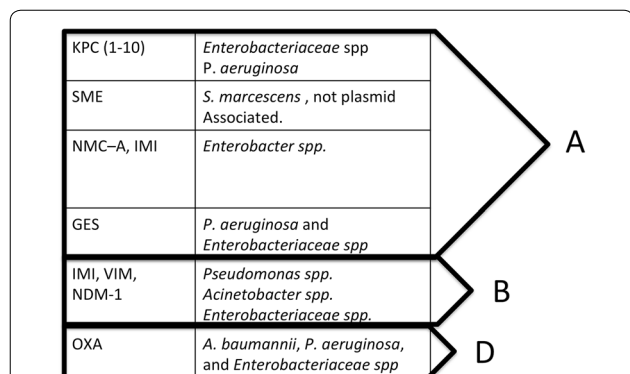 KPC (1-10) Enterobacteriaceae spp
P. aeruginosa
SME S. marcescens , not plasmid
Associated.
NMC–A, IMI Enterobacter spp.
A
GES P. aeruginosa and
Enterobacteriaceae spp
IMI, VIM, Pseudomonas spp.
NDM-1 Acinetobacter spp.
Enterobacteriaceae spp.
B
OXA A. baumannii, P. aeruginosa,
and Enterobacteriaceae spp
D